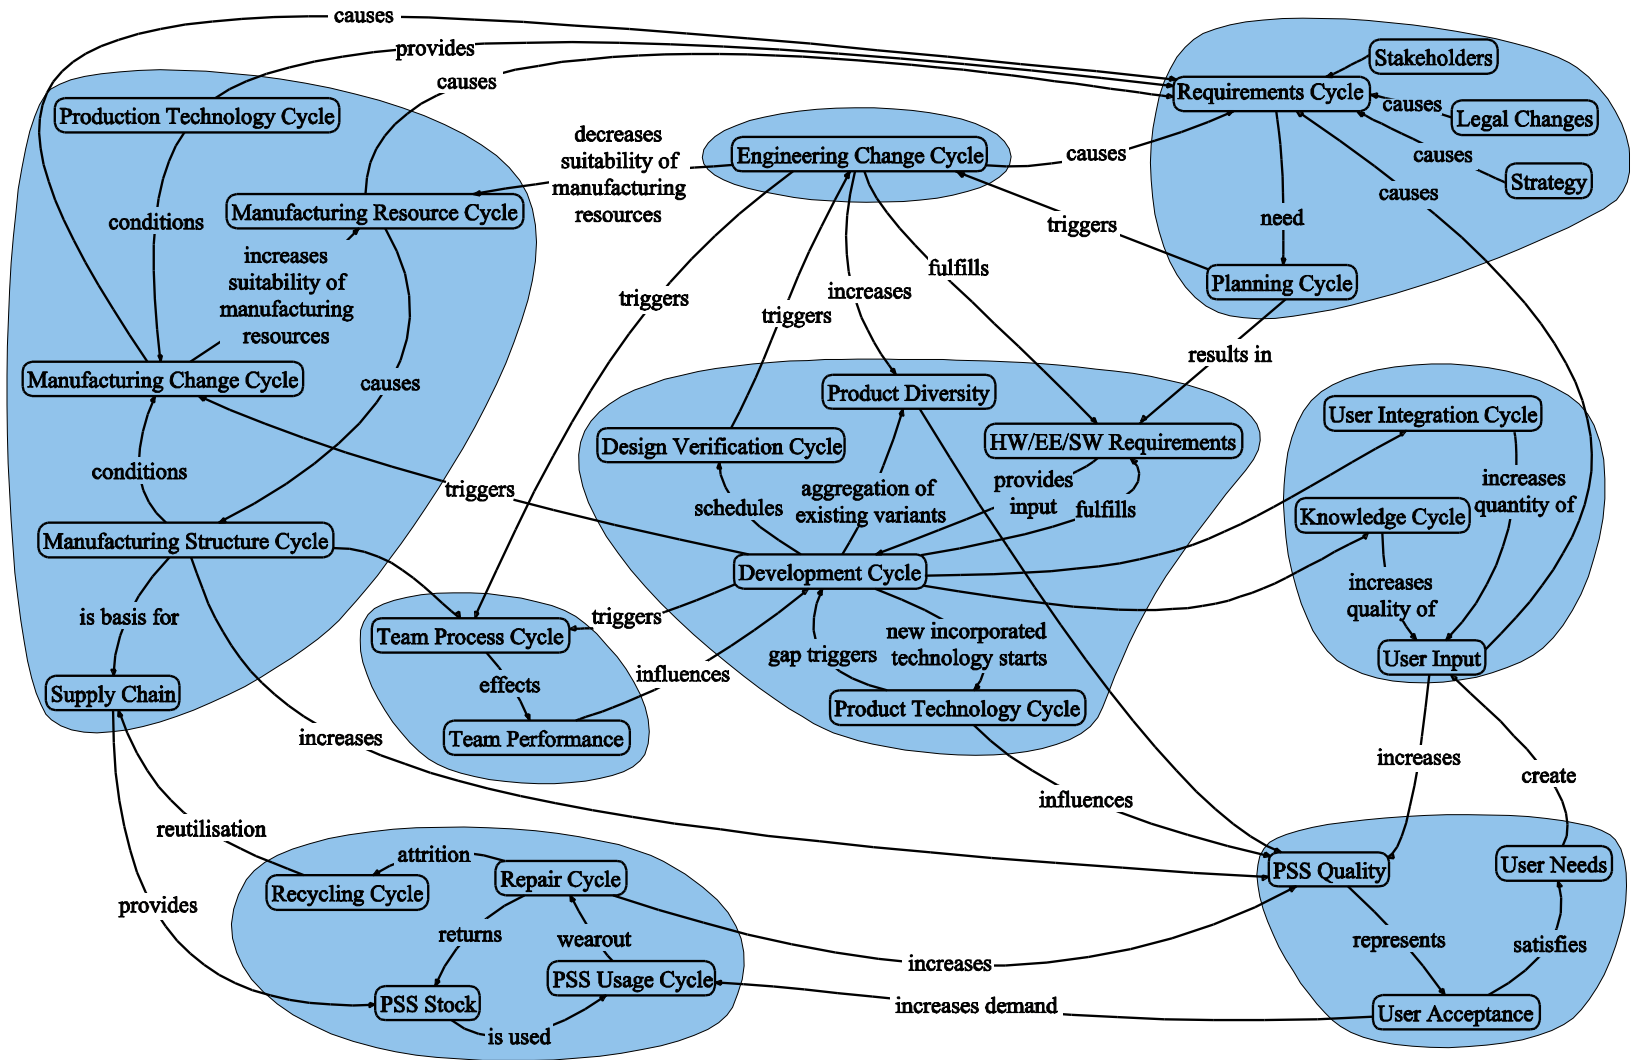 causes
provides
causes
Stakeholders
Requirements Cycle
causes
Legal Changes
Production Technology Cycle
decreases
suitability of
manufacturing
resources
Engineering Change Cycle
causes
causes
Strategy
causes
Manufacturing Resource Cycle
conditions
need
triggers
increases
suitability of
manufacturing
resources
fulfills
Planning Cycle
triggers
increases
triggers
results in
Manufacturing Change Cycle
causes
Product Diversity
User Integration Cycle
Design Verification Cycle
HW/EE/SW Requirements
conditions
triggers
provides
input
increases
quantity of
aggregation of
existing variants
schedules
fulfills
Knowledge Cycle
Manufacturing Structure Cycle
Development Cycle
increases
quality of
is basis for
triggers
Team Process Cycle
new incorporated
technology starts
gap triggers
User Input
influences
effects
Supply Chain
Product Technology Cycle
Team Performance
increases
increases
create
influences
reutilisation
attrition
Repair Cycle
Recycling Cycle
PSS Quality
User Needs
provides
returns
wearout
represents
satisfies
increases
PSS Usage Cycle
PSS Stock
increases demand
User Acceptance
is used